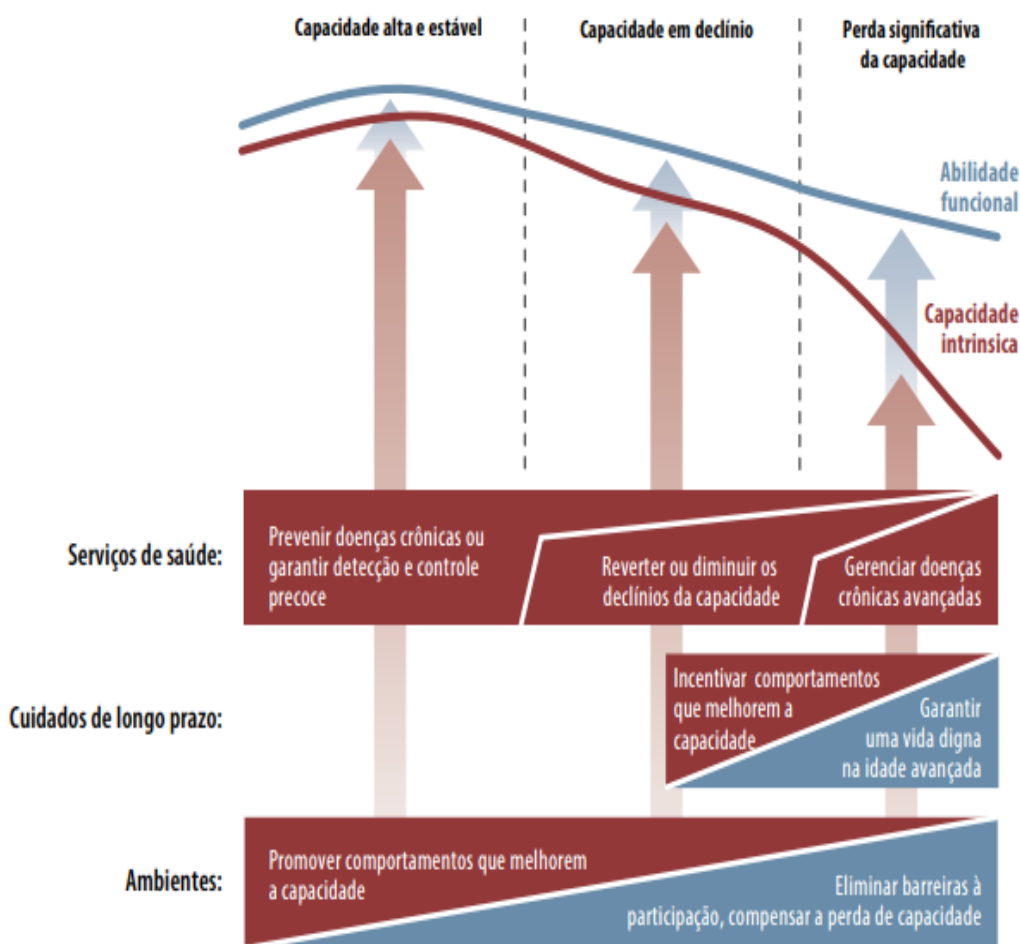 Capacidade alta e estável
Capacidade em declínio
Perda significativa
da capacidade
Abilidade
funcional
Capacidade
intrinsica
Serviços de saúde:
Prevenir doenças crônicas ou
garantir detecção e controle
precoce
Reverter ou diminuir os
declínios da capacidade
Gerenciar doenças
crônicas avançadas
Cuidados de longo prazo:
Incentivar comportamentos
que melhorem a
capacidade
Garantir
uma vida digna
na idade avançada
Ambientes:
Promover comportamentos que melhorem
a capacidade
Eliminar barreiras à
participação, compensar a perda de capacidade